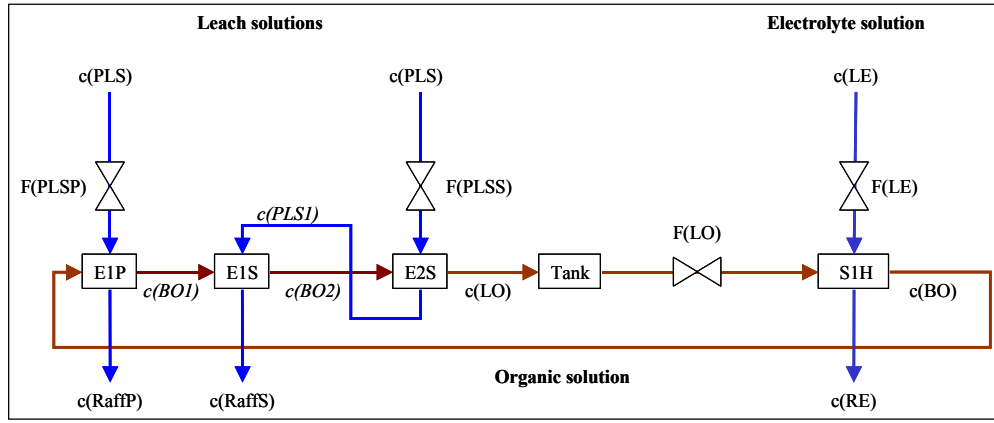 Leach solutions
Electrolyte solution
c(PLS)
c(PLS)
c(LE)
F(PLSP)
F(PLSS)
F(LE)
c(PLS1)
F(LO)
E1P
E1S
E2S
Tank
S1H
c(BO1)
c(BO2)
c(LO)
c(BO)
Organic solution
c(RaffP)
c(RaffS)
c(RE)